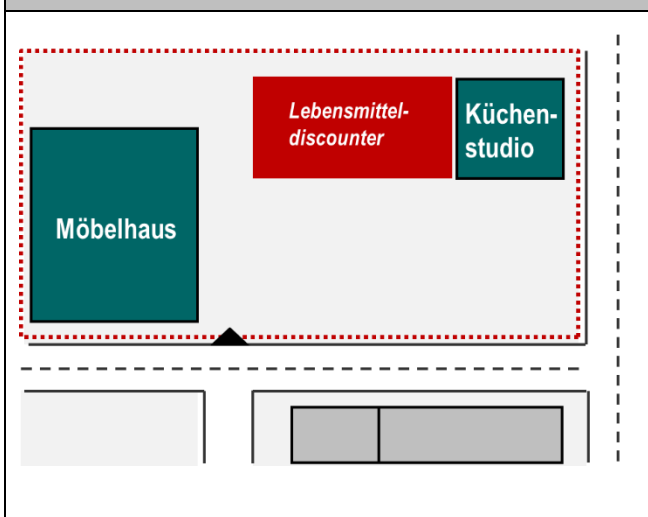 Lebensmittel-
discounter
Küchen-
studio
Möbelhaus